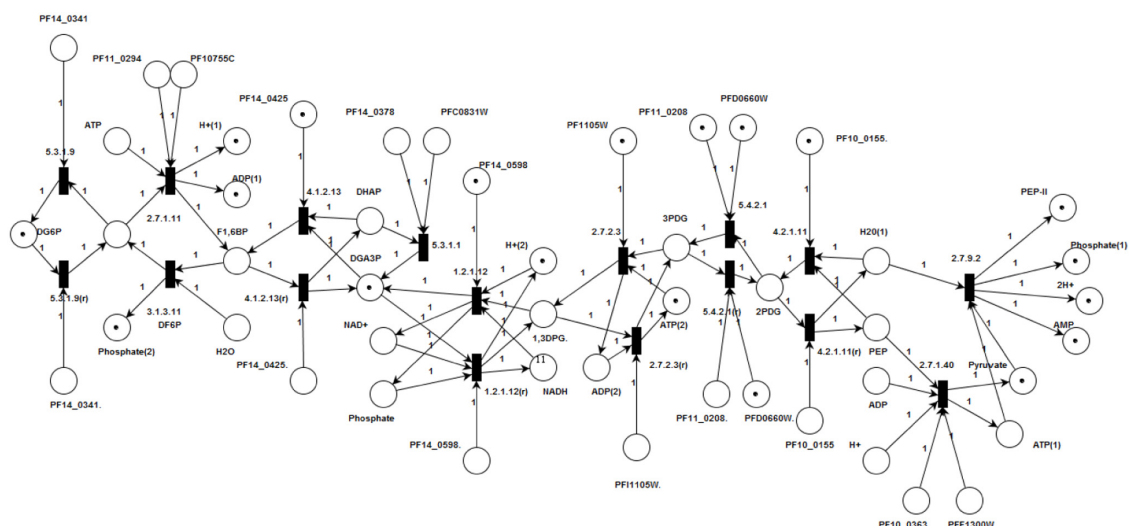 PF14_0341
PF11_0294
PF10755C
ATP
H+(1)
PF14_0425
PF14_0378
PFC0831W
PF14_0598
PF1105W
PF11_0208
PFD0660W
PF10_0155.
5.3.1.9
ADP(1)
2.7.1.11
F1,6BP
4.1.2.13
DHAP
5.3.1.1
DGA3P
H+(2)
1.2.1.12
2.7.2.3
3PDG
5.4.2.1
4.2.1.11
H20(1)
PEP-II
Phosphate(1)
2.7.9.2
2H+
AMP
DG6P
5.3.1.9(r)
3.1.3.11
DF6P
4.1.2.13(r)
NAD+
1,3DPG.
ATP(2)
5.4.2.1(r)
2PDG
4.2.1.11(r)
PEP
Phosphate(2)
H2O
PF14_0425.
Phosphate
1.2.1.12(r)
11
NADH
2.7.2.3(r)
ADP(2)
2.7.1.40
Pyruvate
ADP
PF14_0341.
PF14_0598.
PF11_0208.
PFD0660W.
PF10_0155
ATP(1)
H+
PFI1105W.
PF10_0363
PFF1300W